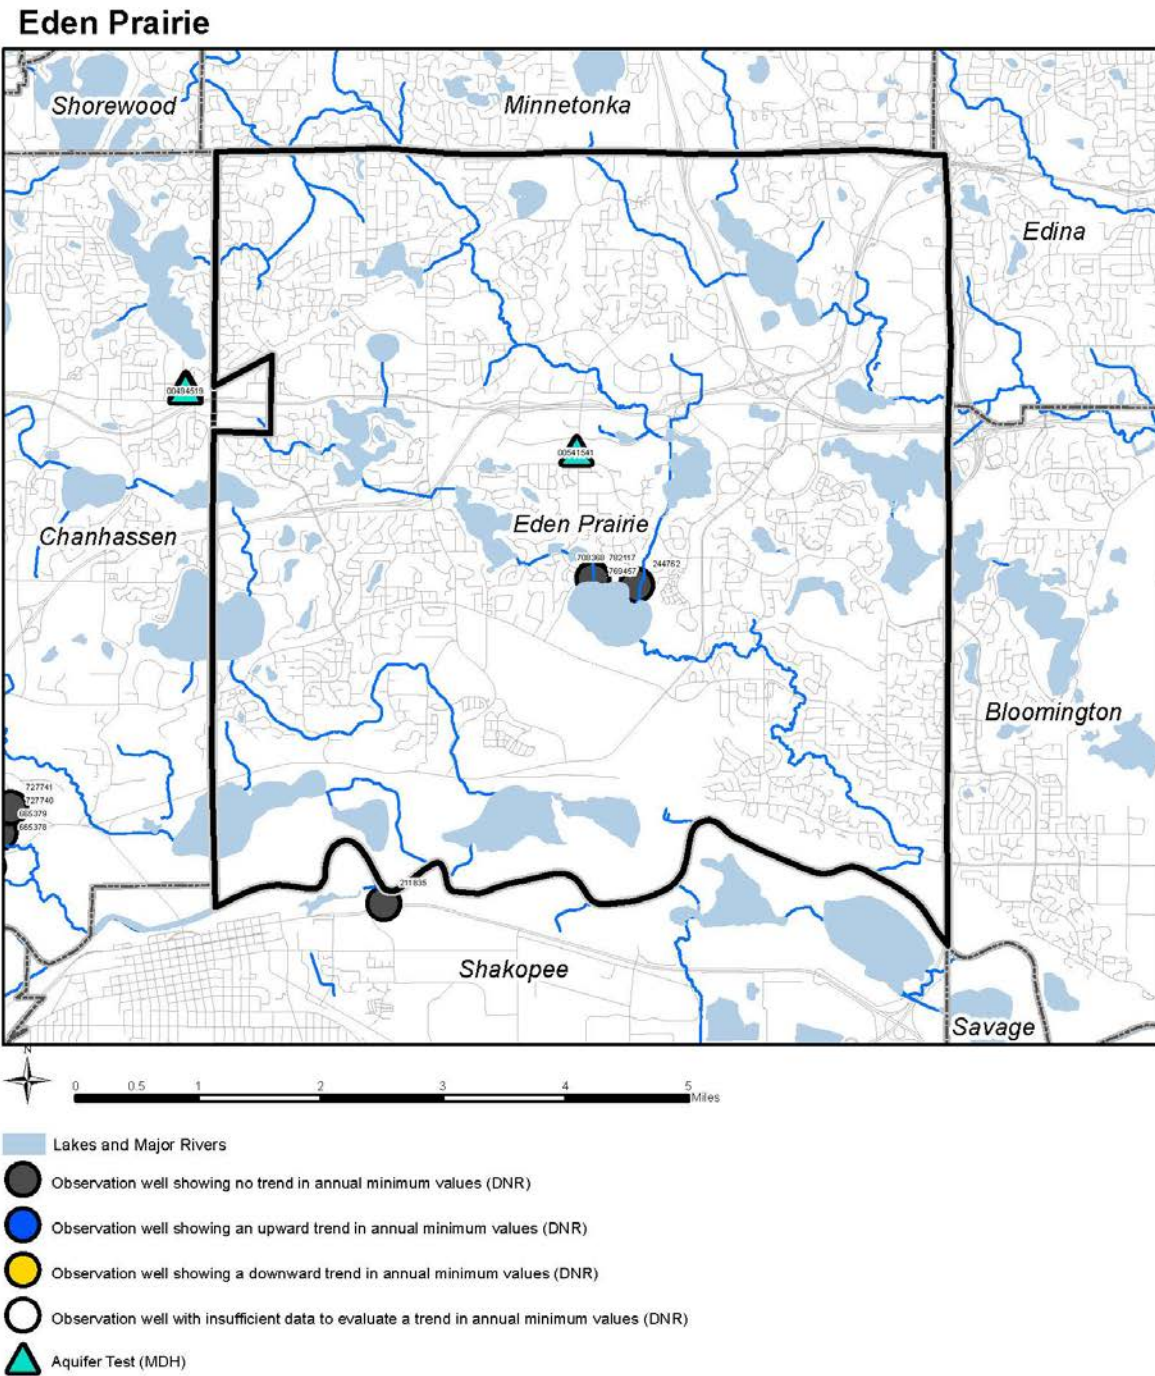 Eden Prairie
Shorewood
Minnetonka
Edina
00494519
00541541
Chanhassen
Eden Prairie
708368 782117
769457
244762
Bloomington
727741
727740
665379
665378
211835
Shakopee
Savage
N
0 0.5 1 2 3 4 5
Miles
Lakes and Major Rivers
Observation well showing no trend in annual minimum values (DNR)
Observation well showing an upward trend in annual minimum values (DNR)
Observation well showing a downward trend in annual minimum values (DNR)
Observation well with insufficient data to evaluate a trend in annual minimum values (DNR)
Aquifer Test (MDH)